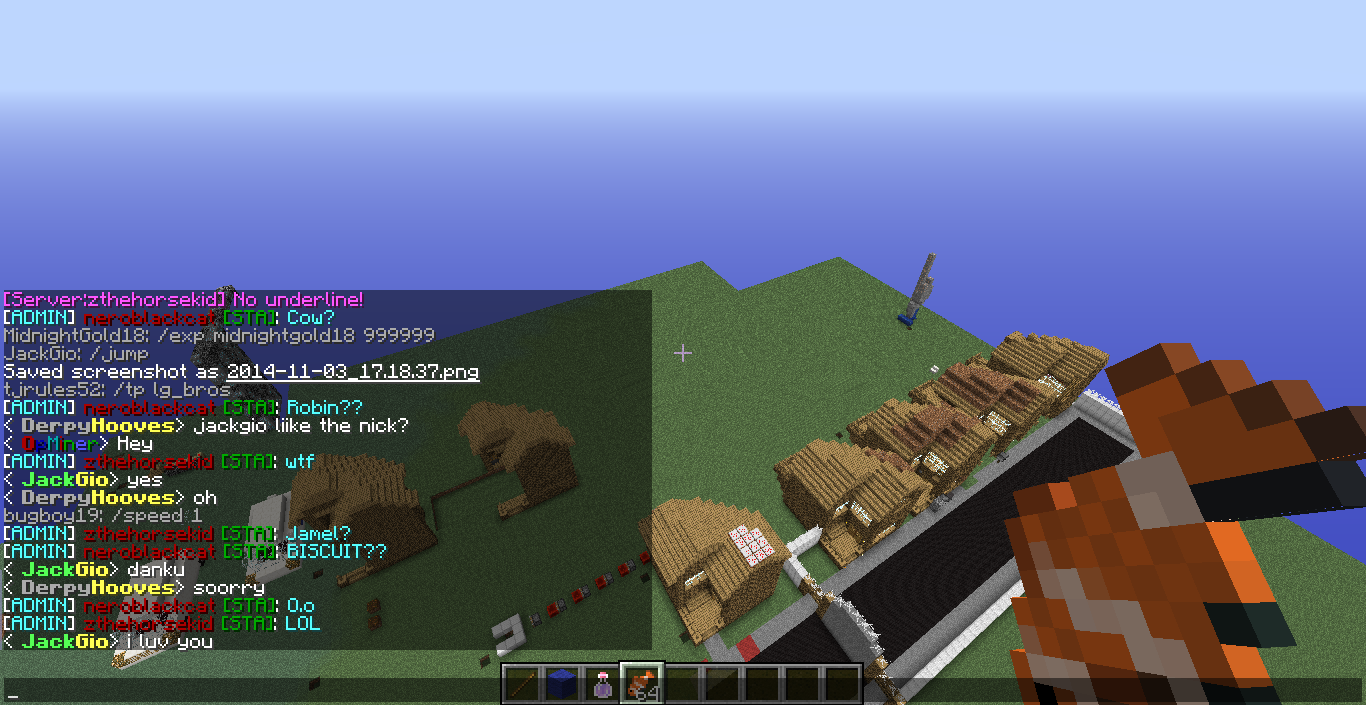 [Server:zthehorsekid] No underline!
[ADMIN] neroblackcat [STA]: Cow?
MidnightGold18: /exp midnightgold18 999999
JackGio: /jump
Saved screenshot as 2014-11-03_17.18.37.png
tjrules52: /tp lg_bros
[ADMIN] neroblackcat [STA]: Robin??
< DerpyHooves> jackgio liike the nick?
< OpMiner> Hey
[ADMIN] zthehorsekid [STA]: wtf
< JackGio> yes
< DerpyHooves> oh
bugboy19: /speed 1
[ADMIN] zthehorsekid [STA]: Jamel?
[ADMIN] neroblackcat [STA]: BISCUIT??
< JackGio> danku
< DerpyHooves> soorry
[ADMIN] neroblackcat [STA]: O.o
[ADMIN] zthehorsekid [STA]: LOL
< JackGio> i luv you
_
64